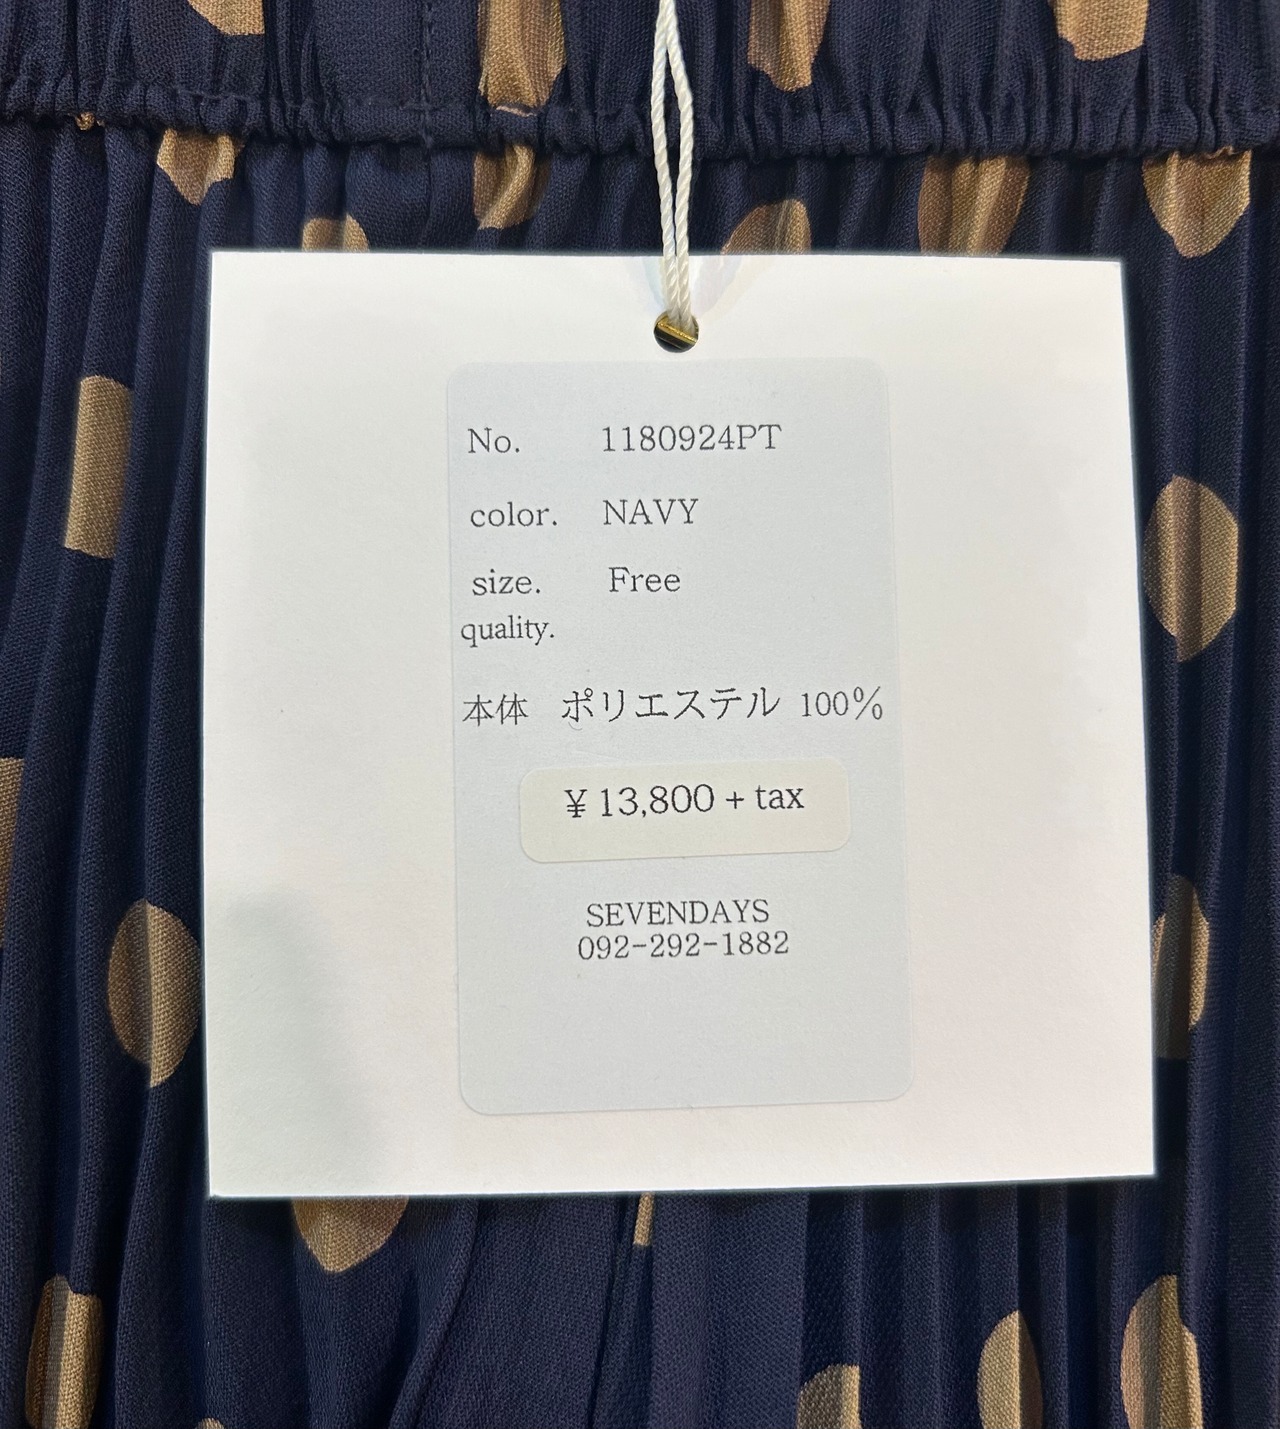 No. 1180924PT
color. NAVY
size. Free
quality.
本体 ポリエステル 100%
¥ 13,800 + tax
SEVENDAYS
092-292-1882